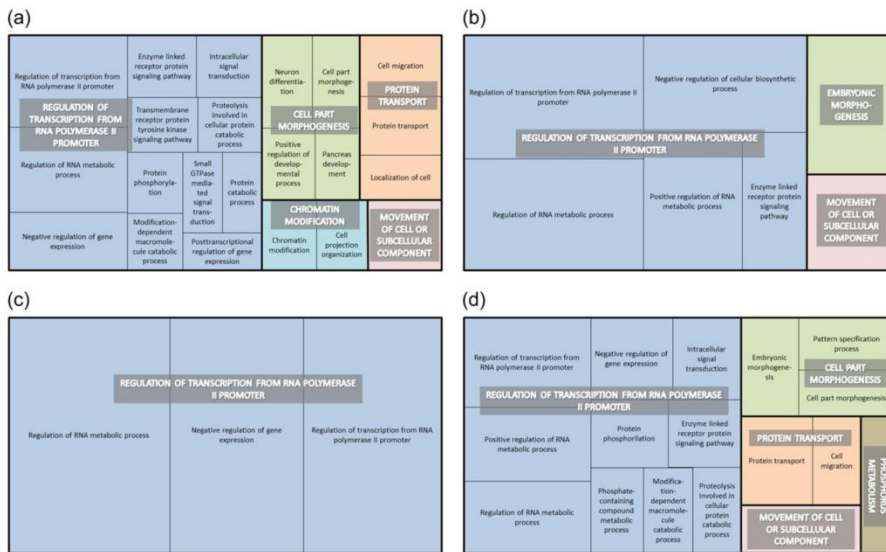 (a)
Regulation of transcription from
RNA polymerase II promoter
REGULATION OF
TRANSCRIPTION FROM
RNA POLYMERASE II
PROMOTER
Regulation of RNA metabolic
process
Negative regulation of gene
expression
Enzyme linked
receptor protein
signaling pathway
Intracellular
signal
transduction
Transmembrane
receptor protein
tyrosine kinase
signaling pathway
Proteolysis
involved in
cellular protein
catabolic process
Protein
phosphoryla-
tion
Small
GTPase
media-
ted
signal
trans-
duction
Protein
catabolic
process
Modification-
dependent
macromole-
cule catabolic
process
Posttranscriptional
regulation of gene
expression
Neuron
differentia-
tion
Cell part
morphoge-
nesis
CELL PART
MORPHOGENESIS
Positive
regulation of
develop-
mental
process
Pancreas
develop-
ment
CHROMATIN
MODIFICATION
Chromatin
modification
Cell
projection
organization
Cell migration
PROTEIN
TRANSPORT
Protein transport
Localization of cell
MOVEMENT
OF CELL OR
SUBCELLULAR
COMPONENT
(b)
Regulation of transcription from RNA polymerase II
promoter
Negative regulation of cellular biosynthetic
process
REGULATION OF TRANSCRIPTION FROM RNA POLYMERASE
II PROMOTER
Regulation of RNA metabolic process
Positive regulation of RNA
metabolic process
Enzyme linked
receptor protein
signaling pathway
EMBRYONIC
MORPHO-
GENESIS
MOVEMENT
OF CELL OR
SUBCELLULAR
COMPONENT
(c)
REGULATION OF TRANSCRIPTION FROM RNA POLYMERASE
II PROMOTER
Regulation of RNA metabolic process
Negative regulation of gene
expression
Regulation of transcription from RNA
polymerase II promoter
(d)
Regulation of transcription from
RNA polymerase II promoter
Negative regulation of
gene expression
Intracellular
signal
transduction
REGULATION OF TRANSCRIPTION FROM RNA POLYMERASE
II PROMOTER
Positive regulation of RNA
metabolic process
Protein
phosphorilation
Enzyme linked
receptor protein
signaling pathway
Regulation of RNA metabolic
process
Phosphate-
containing
compound
metabolic
process
Modifica-
tion-
dependent
macromole-
cule
catabolic
process
Proteolysis
involved in
cellular
protein
catabolic
process
Embryonic
morphogene-
sis
Pattern specification
process
CELL PART
MORPHOGENESIS
Cell part morphogenesis
PROTEIN TRANSPORT
Protein transport
Cell
migration
MOVEMENT OF CELL
OR SUBCELLULAR
COMPONENT
PHOSPHORUS
METABOLISM